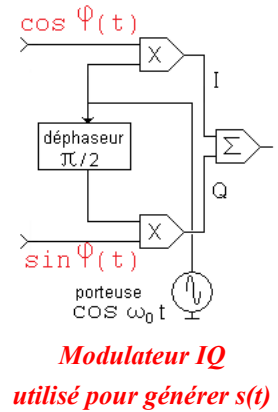 cos φ(t)
X
I
déphaseur
π/2
Σ
Q
X
sin φ(t)
porteuse
cos ω₀ t
Modulateur IQ
utilisé pour générer s(t)